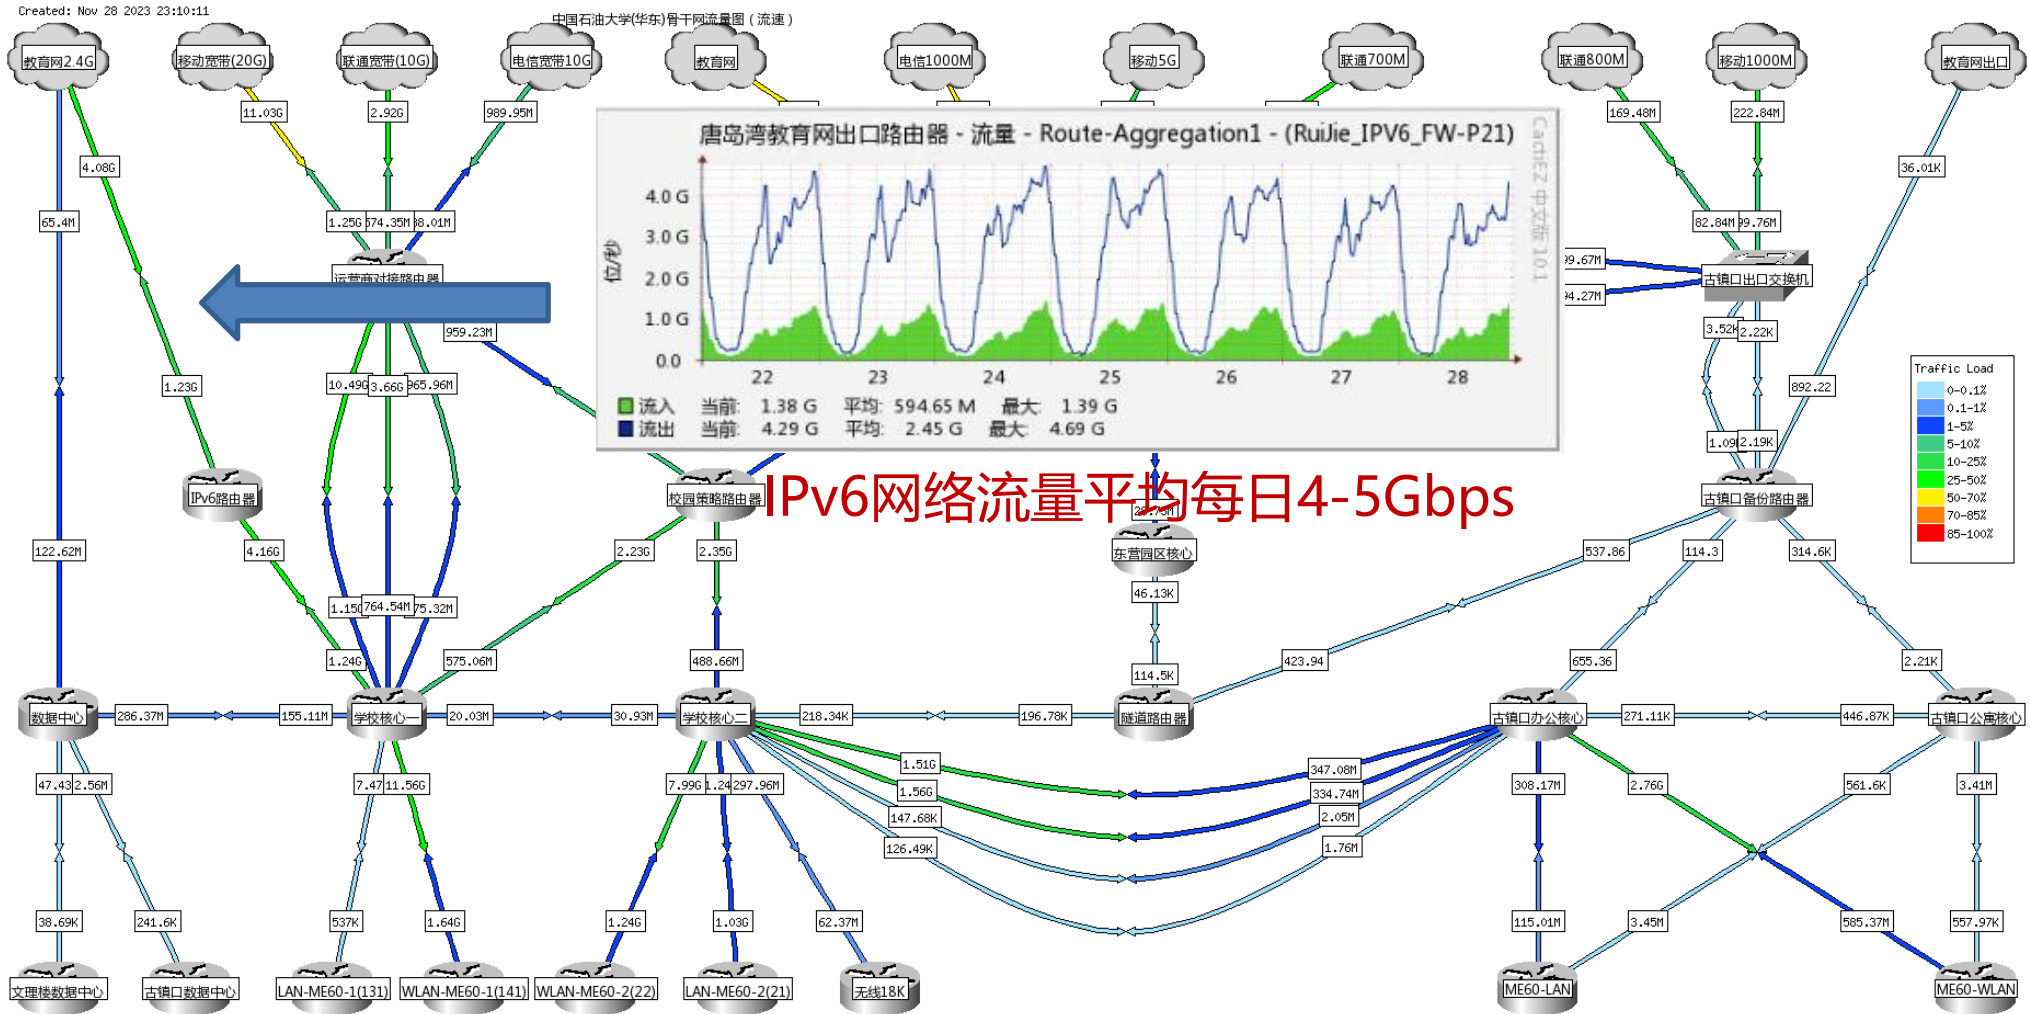 Created: Nov 28 2023 23:10:11
中国石油大学(华东)骨干网流量图（流速）
教育网2.4G
移动宽带(20G)
联通宽带(10G)
电信宽带10G
教育网
电信1000M
移动5G
联通700M
联通800M
移动1000M
教育网出口
11.03G
2.92G
989.95M
169.48M
222.84M
4.08G
36.01K
65.4M
1.25G
574.35M
82.84M
唐岛湾教育网出口路由器 - 流量 - Route-Aggregation1 - (RuiJie_IPV6_FW-P21)
CactiEZ 中文版 10.1
位/秒
4.0 G
3.0 G
2.0 G
1.0 G
0.0
22
23
24
25
26
27
28
流入 当前: 1.38 G 平均: 594.65 M 最大: 1.39 G
流出 当前: 4.29 G 平均: 2.45 G 最大: 4.69 G
IPv6网络流量平均每日4-5Gbps
运营商对接路由器
古镇口出口交换机
959.23M
3.52K
2.22K
1.23G
10.49G
3.66G
965.96M
892.22
Traffic Load
0-0.1%
0.1-1%
1-5%
5-10%
10-25%
25-50%
50-70%
70-85%
85-100%
2.19K
IPv6路由器
校园策略路由器
古镇口备份路由器
东营园区核心
122.62M
4.16G
2.23G
2.35G
537.86
114.3
314.6K
46.13K
764.54M
1.24G
575.06M
488.66M
114.5K
423.94
655.36
2.21K
数据中心
286.37M
155.11M
学校核心一
20.03M
30.93M
学校核心二
218.34K
196.78K
隧道路由器
古镇口办公核心
271.11K
446.87K
古镇口公寓核心
1.51G
347.08M
1.56G
334.74M
147.68K
2.05M
126.49K
1.76M
47.43
2.56M
7.47
11.56G
7.99G
1.24
297.96M
308.17M
2.76G
561.6K
3.41M
38.69K
241.6K
537K
1.64G
1.24G
1.03G
62.37M
115.01M
3.45M
585.37M
557.97K
文理楼数据中心
古镇口数据中心
LAN-ME60-1(131)
WLAN-ME60-1(141)
WLAN-ME60-2(22)
LAN-ME60-2(21)
无线18K
ME60-LAN
ME60-WLAN